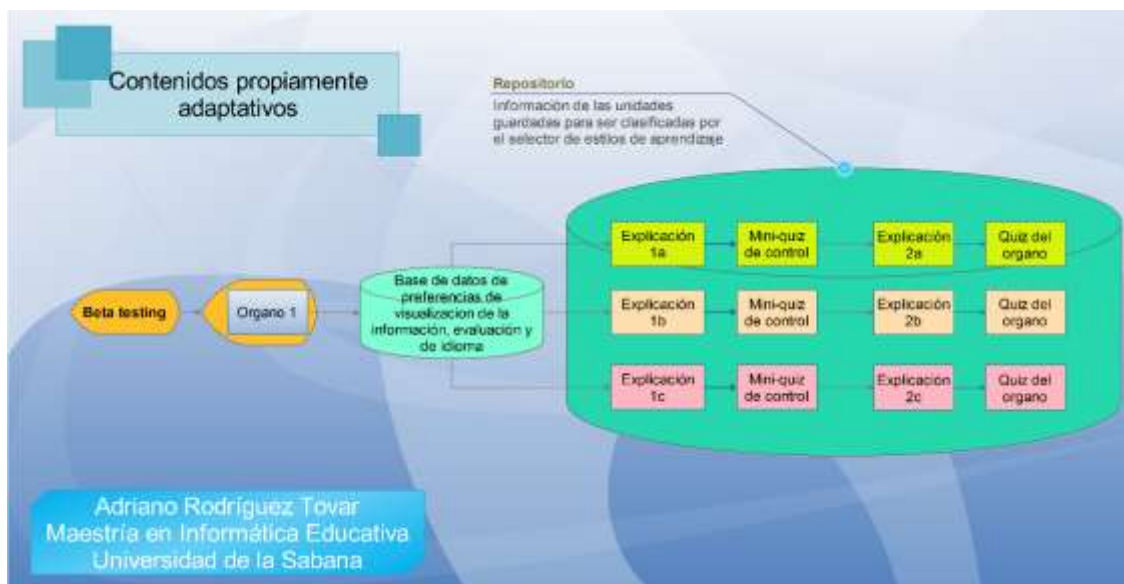 Contenidos propiamente
adaptativos
Repositorio
Información de las unidades
guardadas para ser clasificadas por
el selector de estilos de aprendizaje
Beta testing
Organo 1
Base de datos de
preferencias de
visualizacion de la
información, evaluación y
de idioma
Explicación
1a
Mini-quiz
de control
Explicación
2a
Quiz del
organo
Explicación
1b
Mini-quiz
de control
Explicación
2b
Quiz del
organo
Explicación
1c
Mini-quiz
de control
Explicación
2c
Quiz del
organo
Adriano Rodríguez Tovar
Maestría en Informática Educativa
Universidad de la Sabana